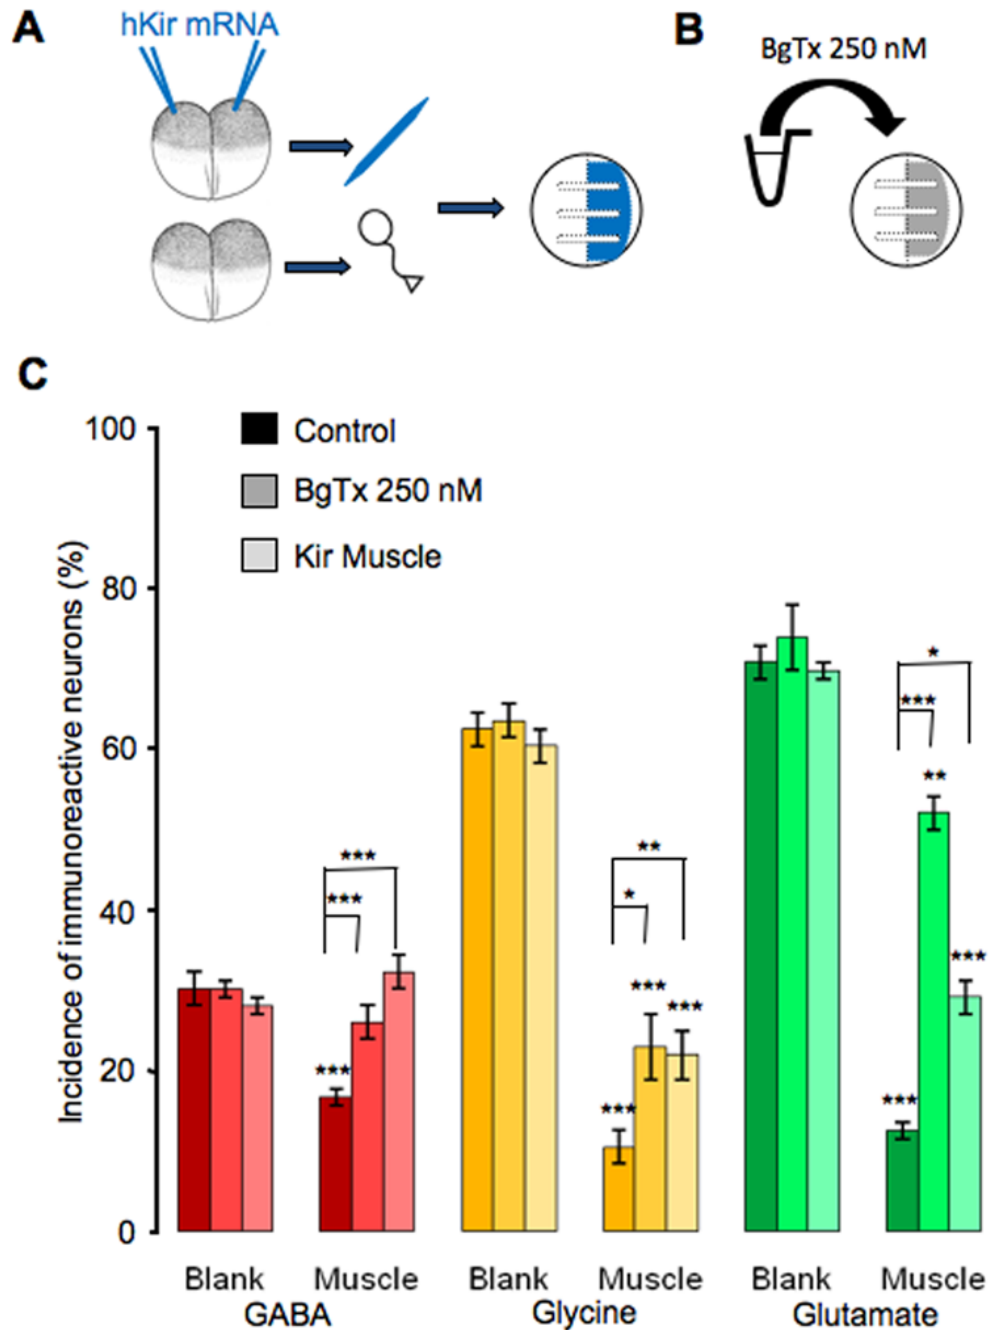 A
hKir mRNA
B
BgTx 250 nM
C
Incidence of immunoreactive neurons (%)
100
80
60
40
20
0
Control
BgTx 250 nM
Kir Muscle
***
***
***
***
*
**
***
***
***
***
*
***
**
***
Blank Muscle Blank Muscle Blank Muscle
GABA Glycine Glutamate